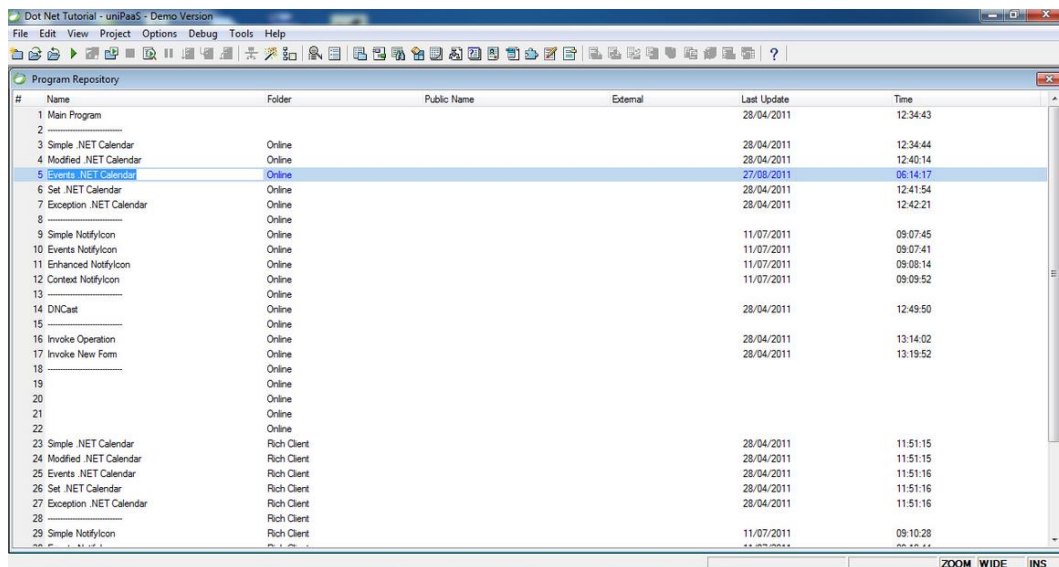 Dot Net Tutorial - uniPaaS - Demo Version
File Edit View Project Options Debug Tools Help
Program Repository
# Name Folder Public Name External Last Update Time
1 Main Program 28/04/2011 12:34:43
2 ----------------------------
3 Simple .NET Calendar Online 28/04/2011 12:34:44
4 Modified .NET Calendar Online 28/04/2011 12:40:14
5 Events .NET Calendar Online 27/08/2011 06:14:17
6 Set .NET Calendar Online 28/04/2011 12:41:54
7 Exception .NET Calendar Online 28/04/2011 12:42:21
8 ---------------------------- Online
9 Simple NotifyIcon Online 11/07/2011 09:07:45
10 Events NotifyIcon Online 11/07/2011 09:07:41
11 Enhanced NotifyIcon Online 11/07/2011 09:08:14
12 Context NotifyIcon Online 11/07/2011 09:09:52
13 ---------------------------- Online
14 DNCast Online 28/04/2011 12:49:50
15 ---------------------------- Online
16 Invoke Operation Online 28/04/2011 13:14:02
17 Invoke New Form Online 28/04/2011 13:19:52
18 ---------------------------- Online
19 Online
20 Online
21 Online
22 Online
23 Simple .NET Calendar Rich Client 28/04/2011 11:51:15
24 Modified .NET Calendar Rich Client 28/04/2011 11:51:15
25 Events .NET Calendar Rich Client 28/04/2011 11:51:16
26 Set .NET Calendar Rich Client 28/04/2011 11:51:16
27 Exception .NET Calendar Rich Client 28/04/2011 11:51:16
28 ---------------------------- Rich Client
29 Simple NotifyIcon Rich Client 11/07/2011 09:10:28
ZOOM WIDE INS